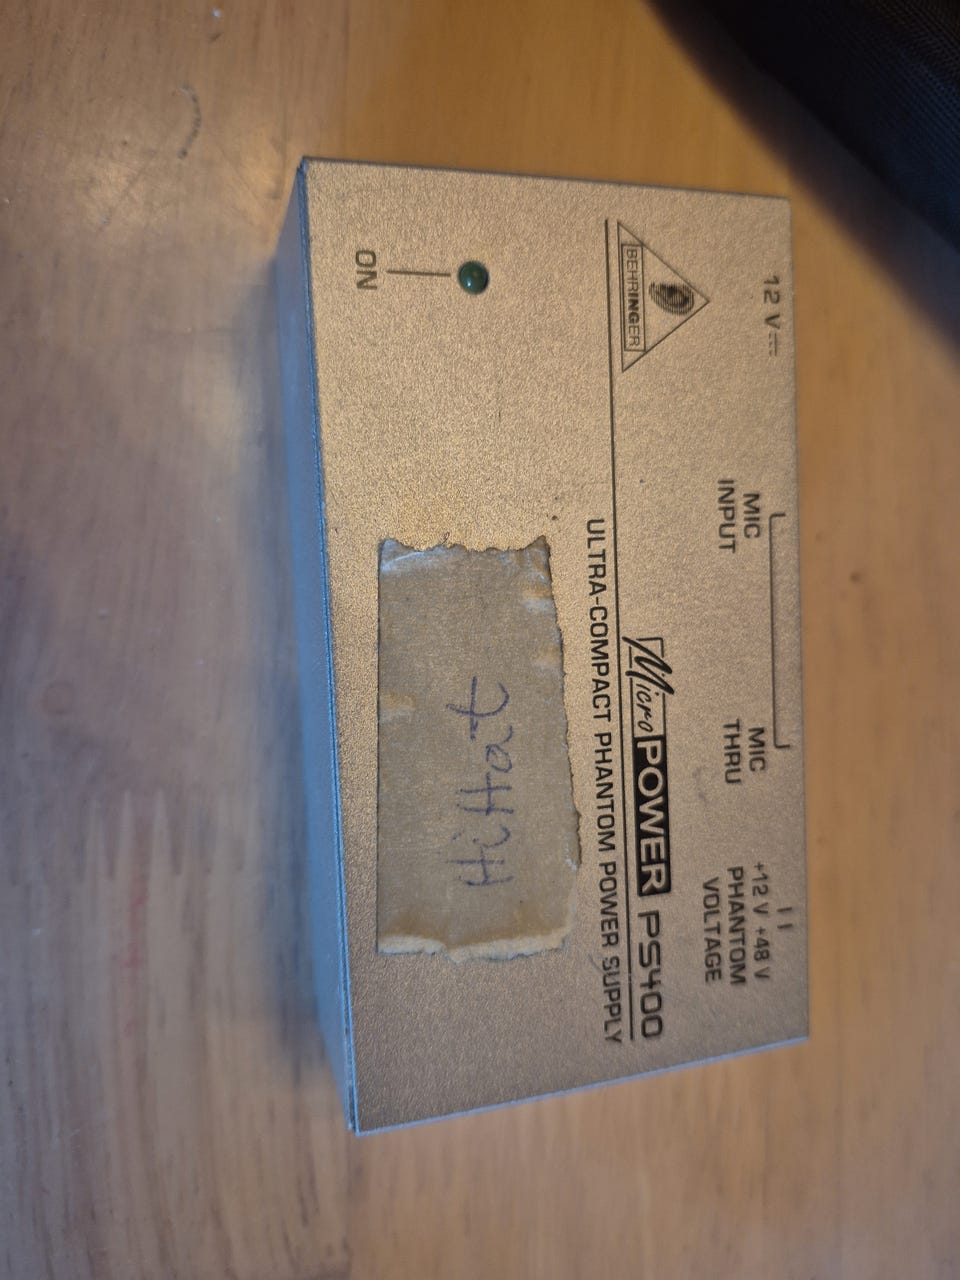 12 V
MIC
INPUT
MIC
THRU
+12 V +48 V
PHANTOM
VOLTAGE
BEHRINGER
MicroPOWER PS400
ULTRA-COMPACT PHANTOM POWER SUPPLY
ON
HiHat